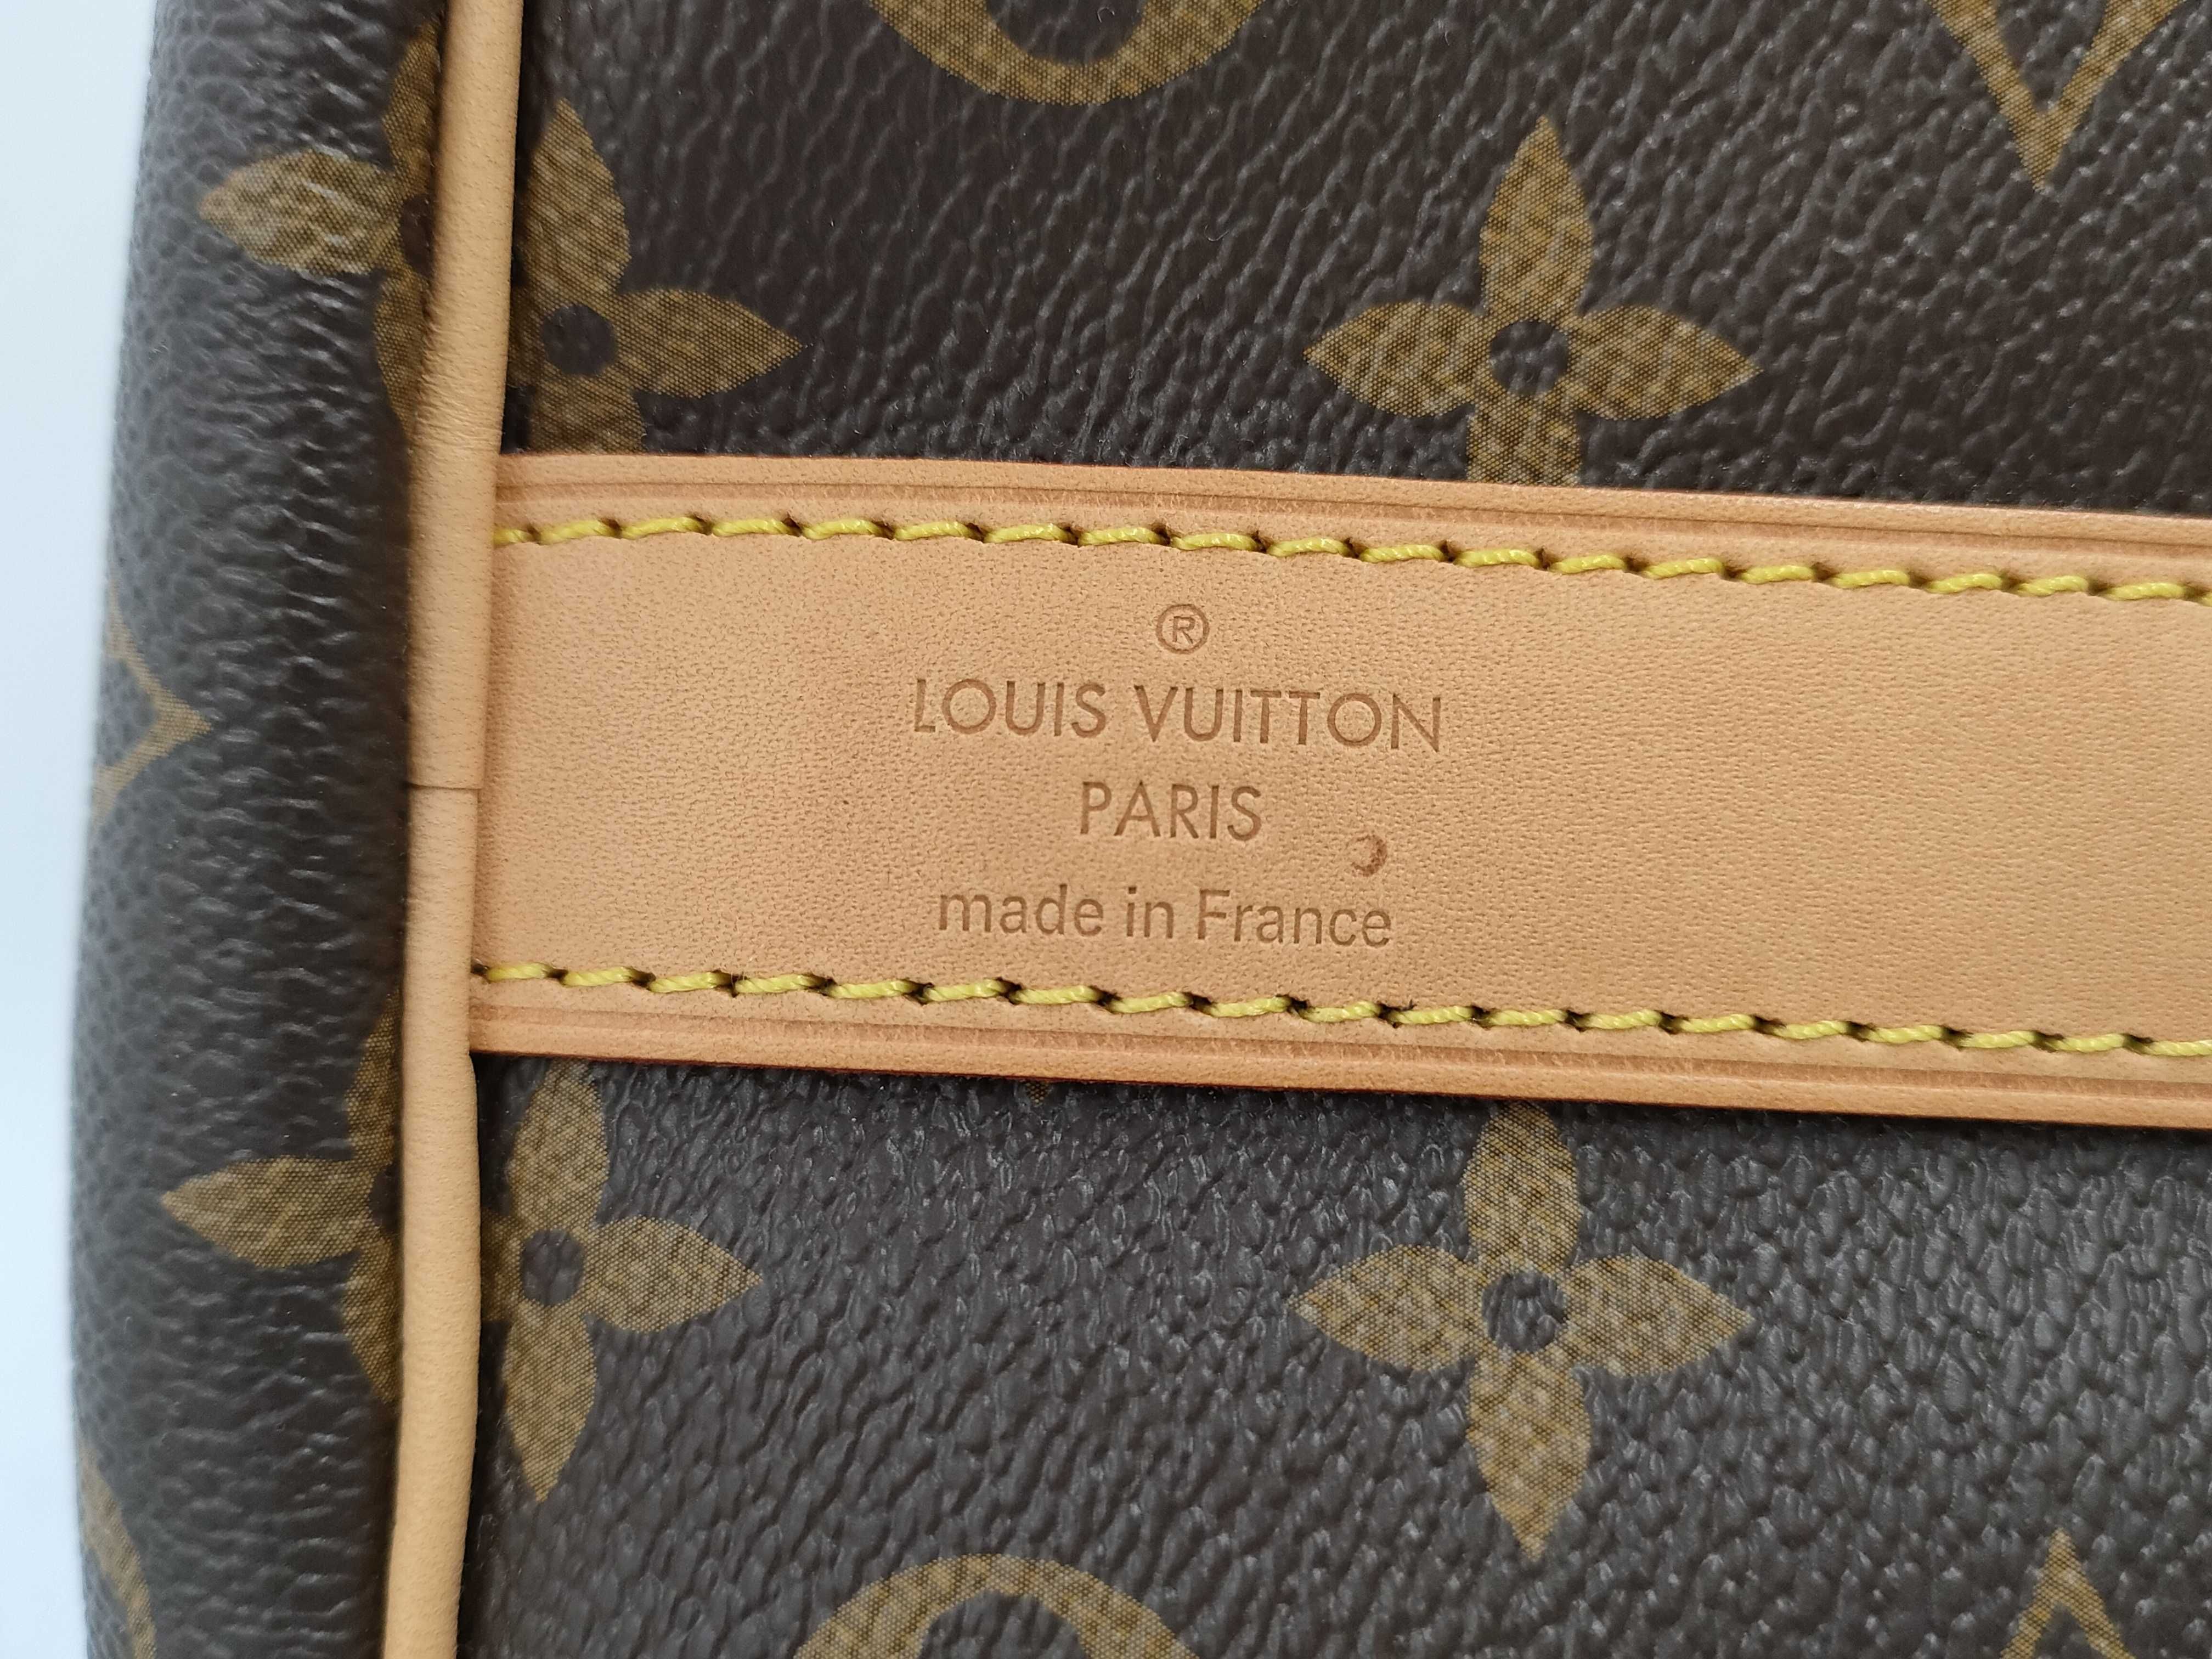 ®
LOUIS VUITTON
PARIS
made in France